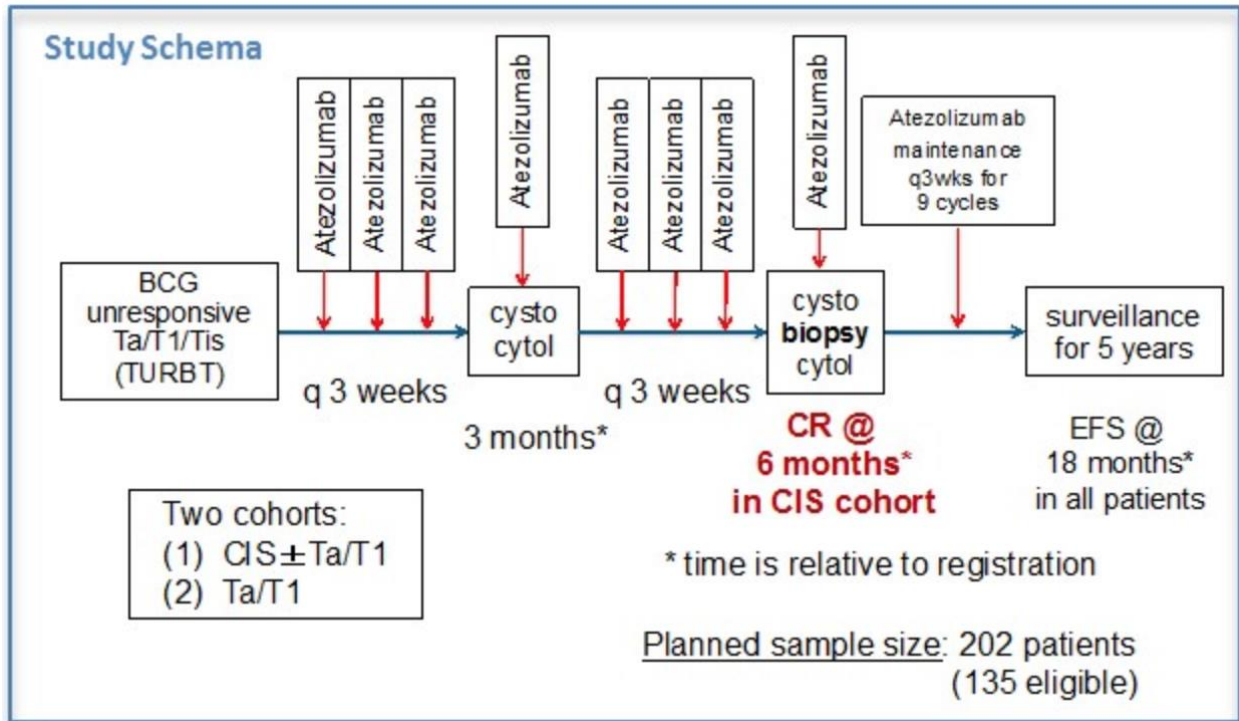 Study Schema
Atezolizumab
Atezolizumab
Atezolizumab
Atezolizumab
Atezolizumab
Atezolizumab
Atezolizumab
Atezolizumab
Atezolizumab
maintenance
q3wks for
9 cycles
BCG
unresponsive
Ta/T1/Tis
(TURBT)
q 3 weeks
cysto
cytol
3 months*
q 3 weeks
cysto
biopsy
cytol
CR @
6 months*
in CIS cohort
surveillance
for 5 years
EFS @
18 months*
in all patients
Two cohorts:
(1) CIS±Ta/T1
(2) Ta/T1
* time is relative to registration
Planned sample size: 202 patients
(135 eligible)